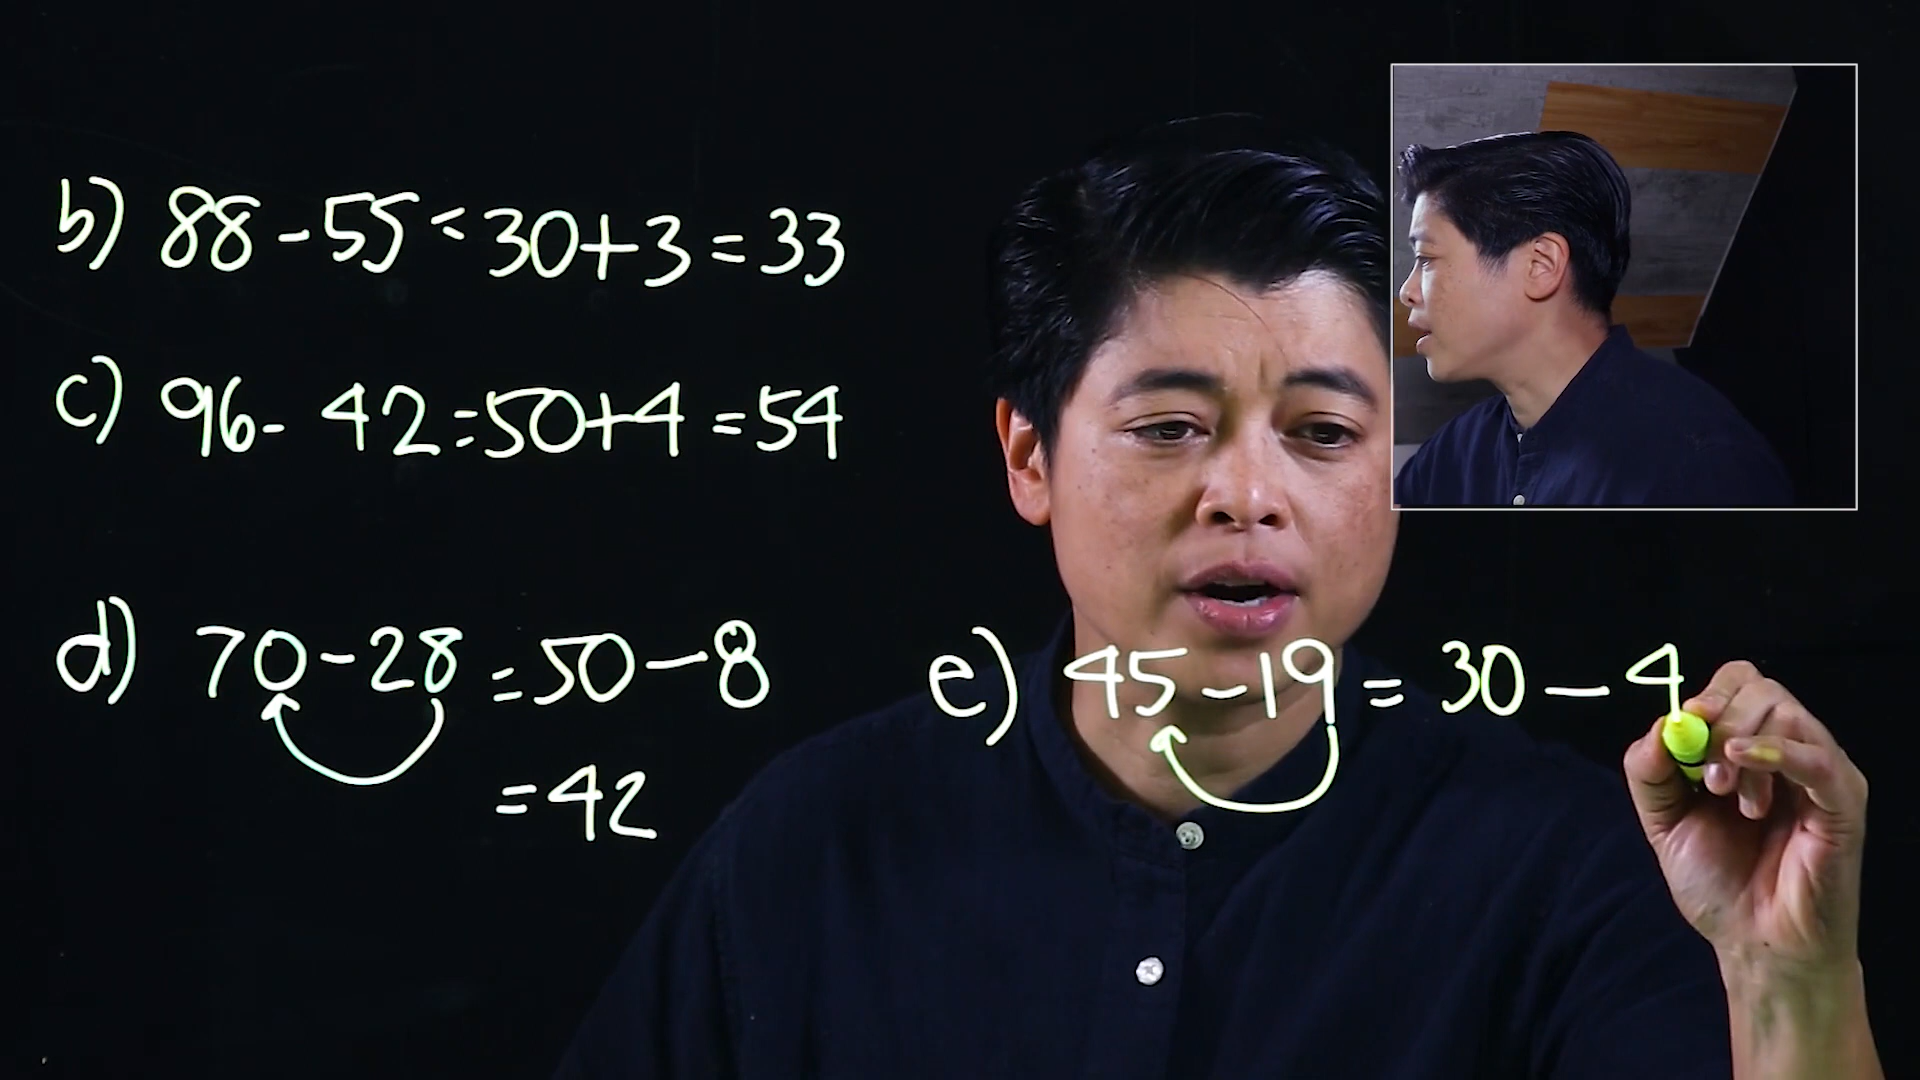 b) 88-55=30+3=33
c) 96-42=50+4=54
d) 70-28=50-8
=42
e) 45-19=30-4